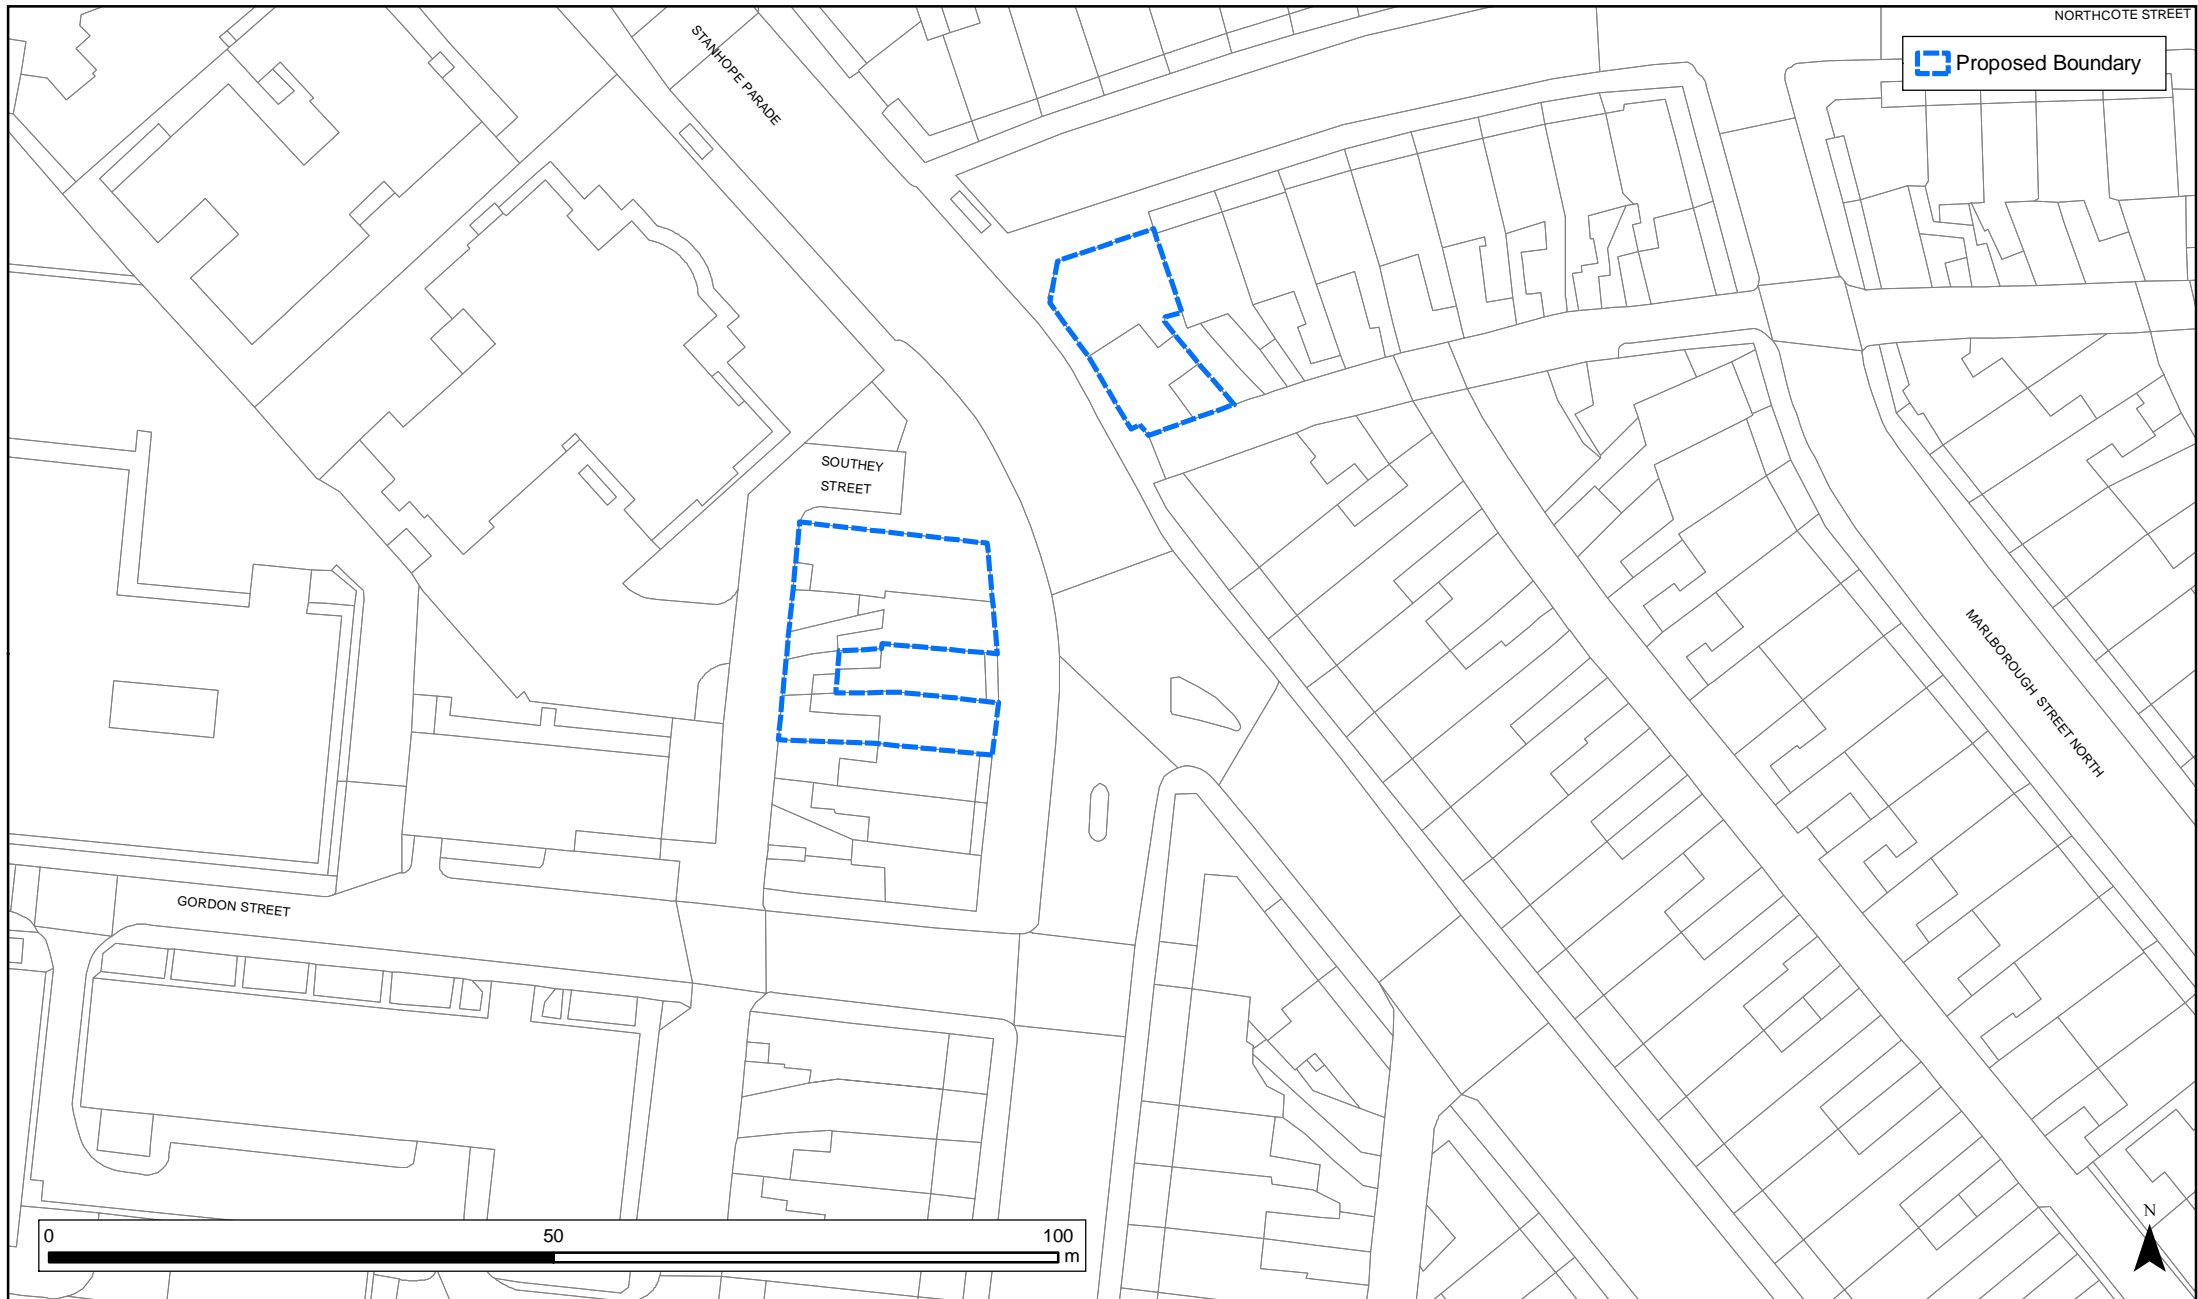 NORTHCOTE STREET
Proposed Boundary
STANHOPE PARADE
SOUTHEY
STREET
MARLBOROUGH STREET NORTH
GORDON STREET
N
0 50 100
m